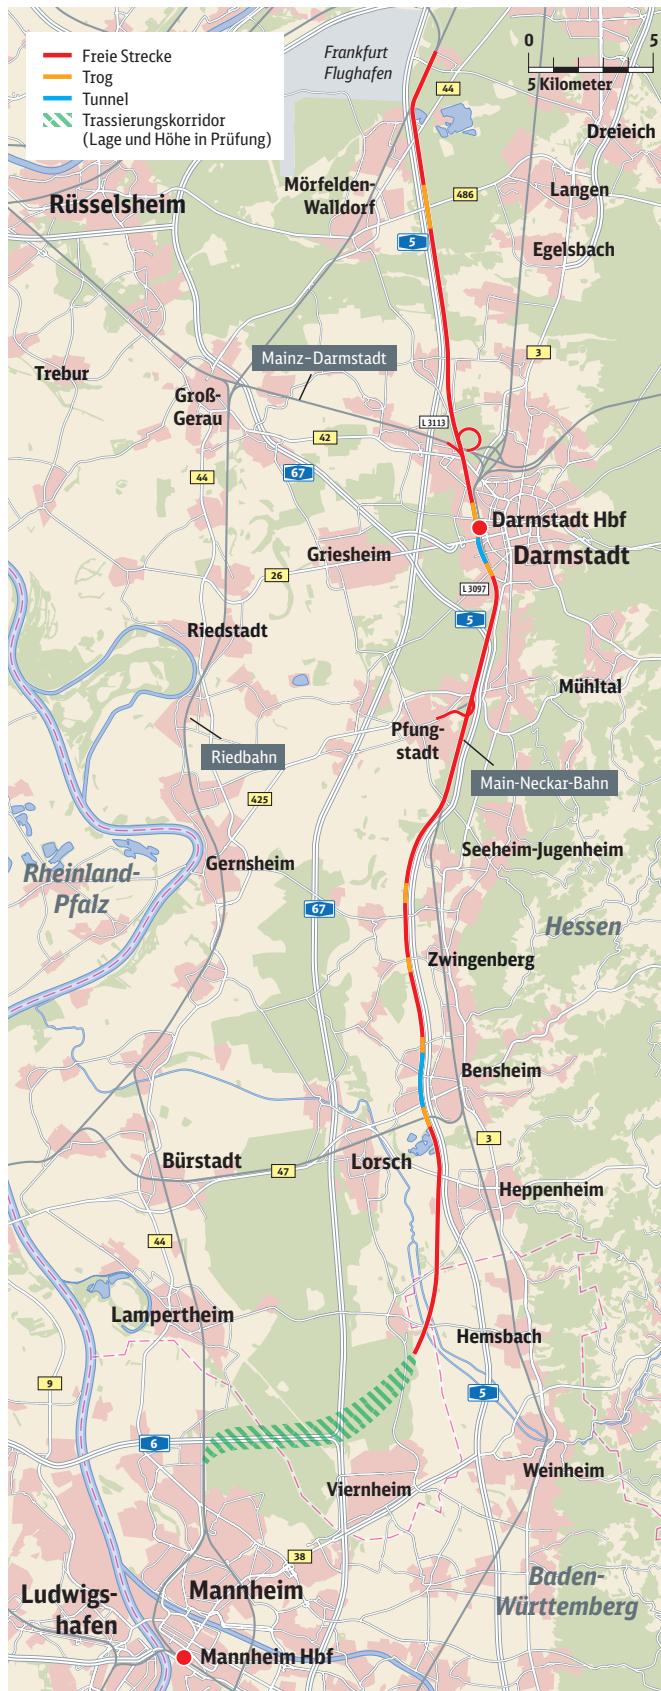 Freie Strecke
Trog
Tunnel
Trassierungskorridor
(Lage und Höhe in Prüfung)
Frankfurt
Flughafen
0
5
5 Kilometer
44
Dreieich
Mörfelden-
Walldorf
486
Langen
Rüsselsheim
5
Egelsbach
Mainz-Darmstadt
3
Trebur
Groß-
Gerau
L 3113
42
67
44
Darmstadt Hbf
Griesheim
Darmstadt
26
L 3097
5
Riedstadt
Mühltal
Pfung-
stadt
Riedbahn
Main-Neckar-Bahn
425
Seeheim-Jugenheim
Gernsheim
Rheinland-
Pfalz
67
Hessen
Zwingenberg
Bensheim
3
Bürstadt
47
Lorsch
Heppenheim
44
Lampertheim
Hemsbach
9
5
6
Weinheim
Viernheim
38
Ludwigs-
hafen
Mannheim
Baden-
Württemberg
Mannheim Hbf